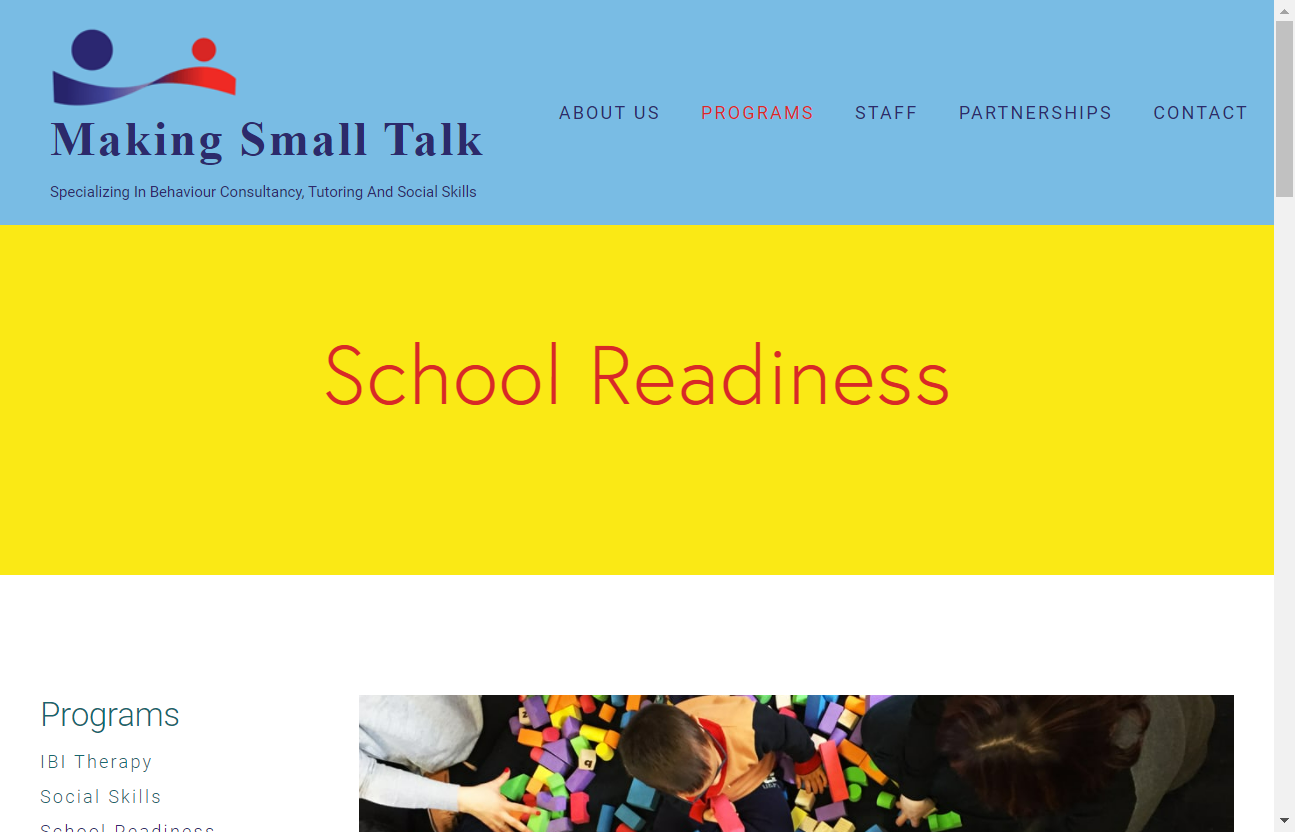 Making Small Talk
Specializing In Behaviour Consultancy, Tutoring And Social Skills
ABOUT US
PROGRAMS
STAFF
PARTNERSHIPS
CONTACT
School Readiness
Programs
IBI Therapy
Social Skills
School Readiness